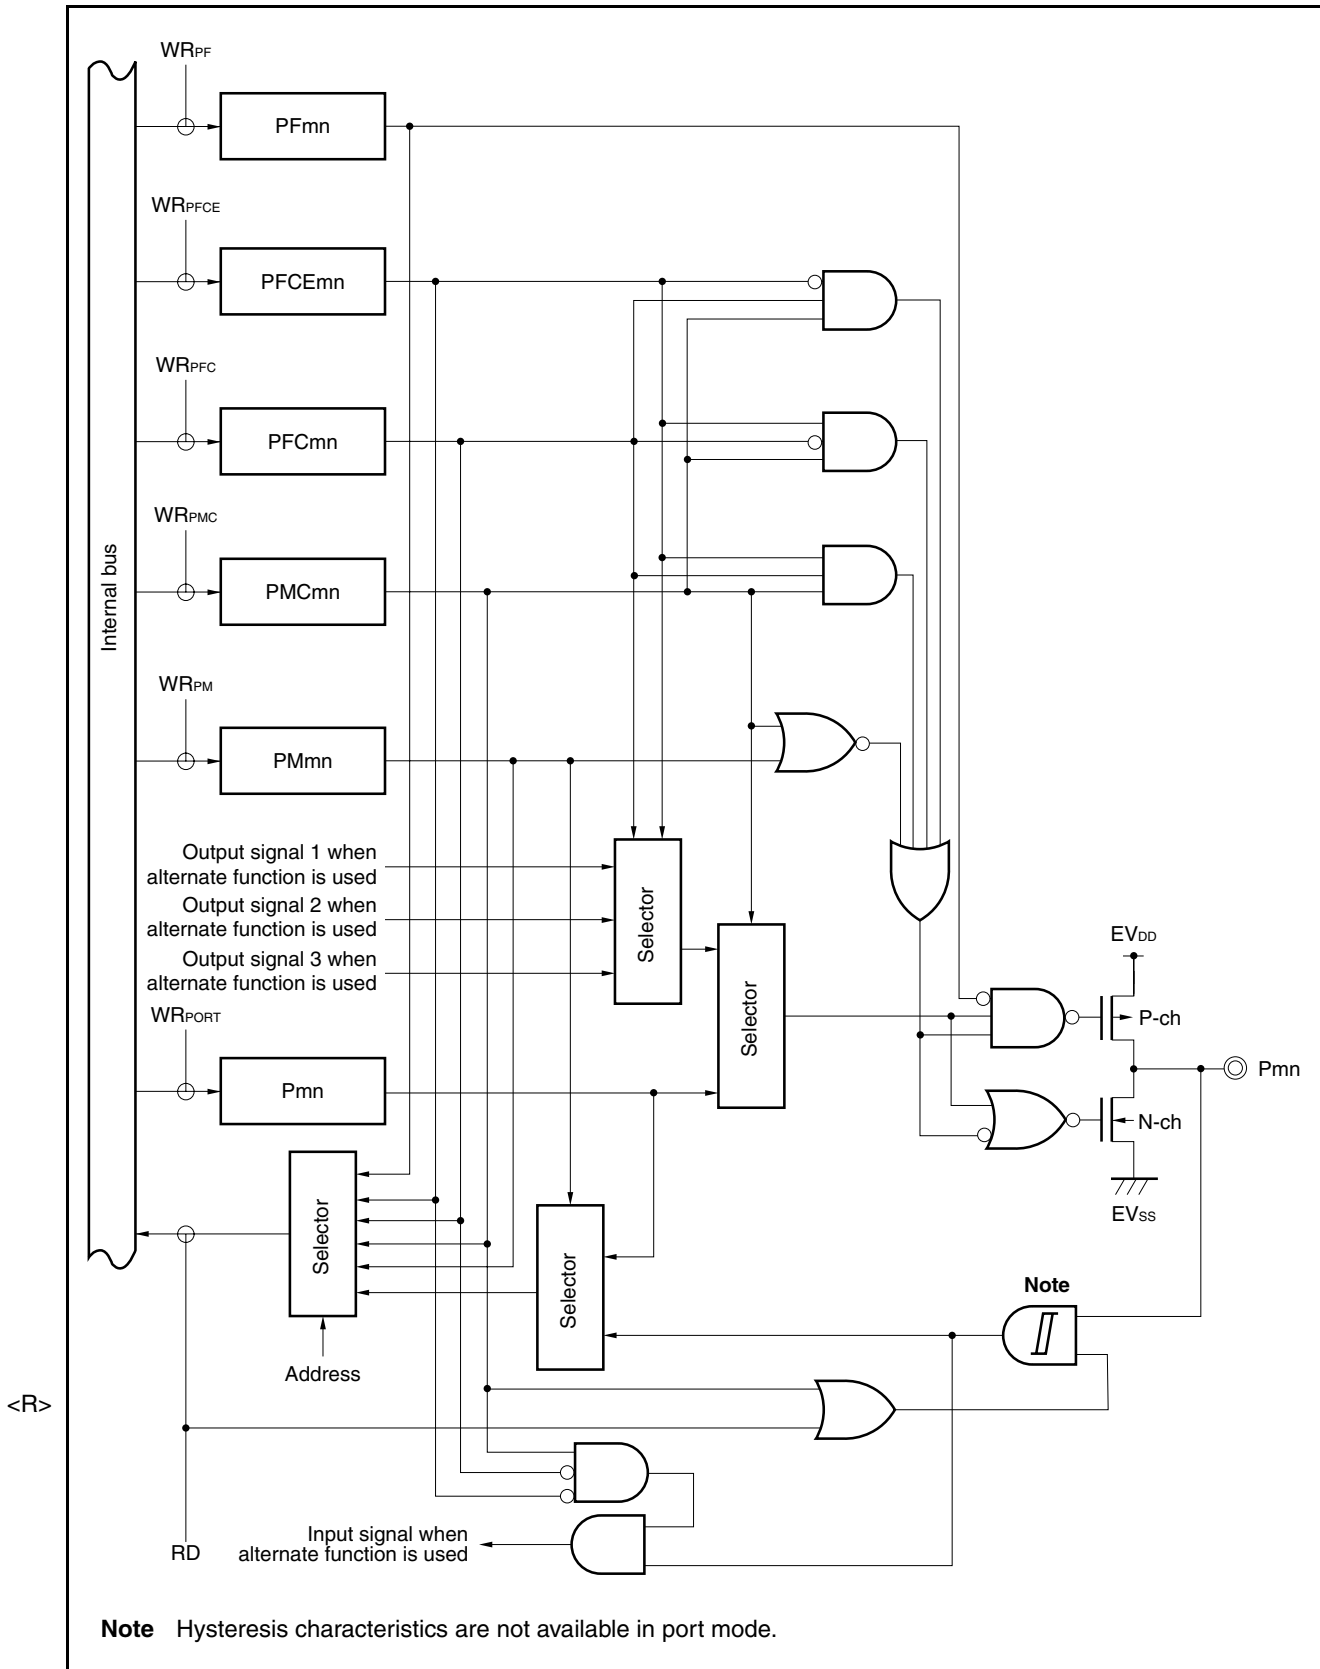 WRPF
PFmn
WRPFCE
PFCEmn
WRPFC
PFCmn
WRPMC
Internal bus
PMCmn
WRPM
PMmn
Output signal 1 when
alternate function is used
Output signal 2 when
alternate function is used
Output signal 3 when
alternate function is used
Selector
Selector
EVDD
P-ch
WRPORT
Pmn
Pmn
N-ch
EVSS
Selector
Selector
Note
Address
<R>
RD
Input signal when
alternate function is used
Note Hysteresis characteristics are not available in port mode.